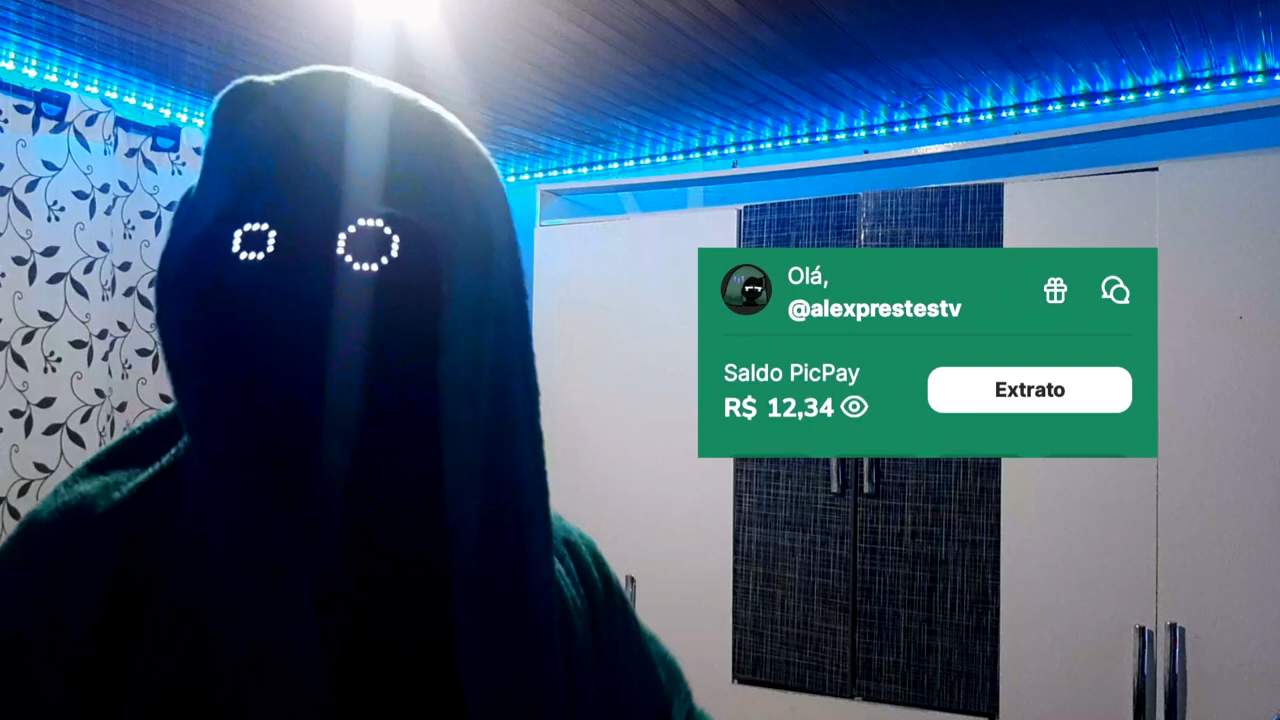 Olá,
@alexprestestv
Saldo PicPay
R$ 12,34
Extrato